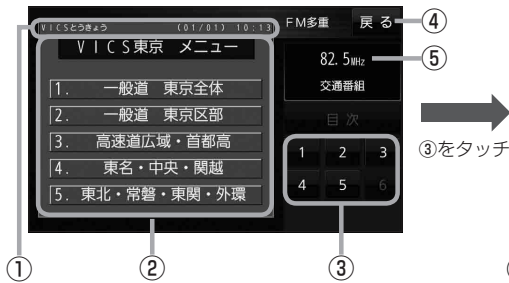 VICSとうきょう (01/01) 10:13
FM多重
戻る
④
①
VICS東京 メニュー
1. 一般道 東京全体
2. 一般道 東京区部
3. 高速道広域・首都高
4. 東名・中央・関越
5. 東北・常磐・東関・外環
82.5MHz
⑤
交通番組
目次
1 2 3
4 5 6
③をタッチ
① ② ③